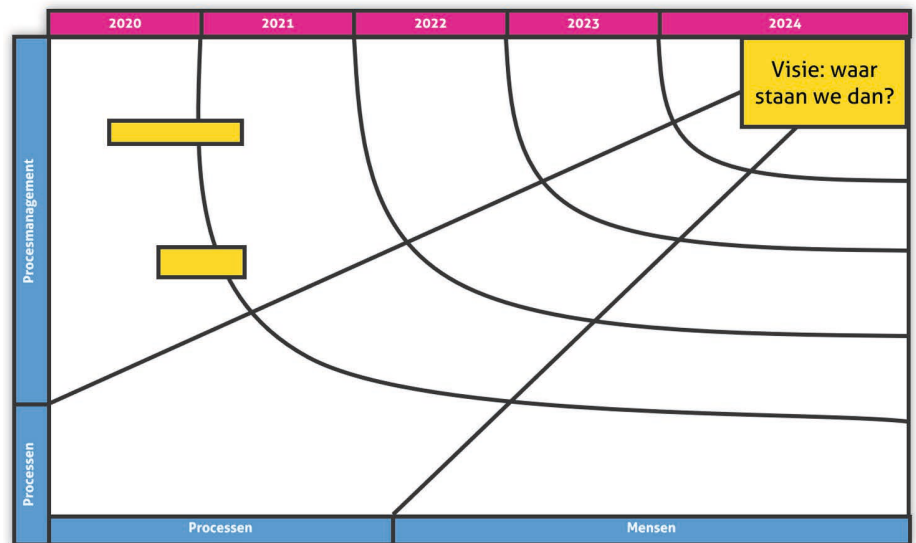 2020
2021
2022
2023
2024
Visie: waar
staan we dan?
Procesmanagement
Processen
Processen
Mensen